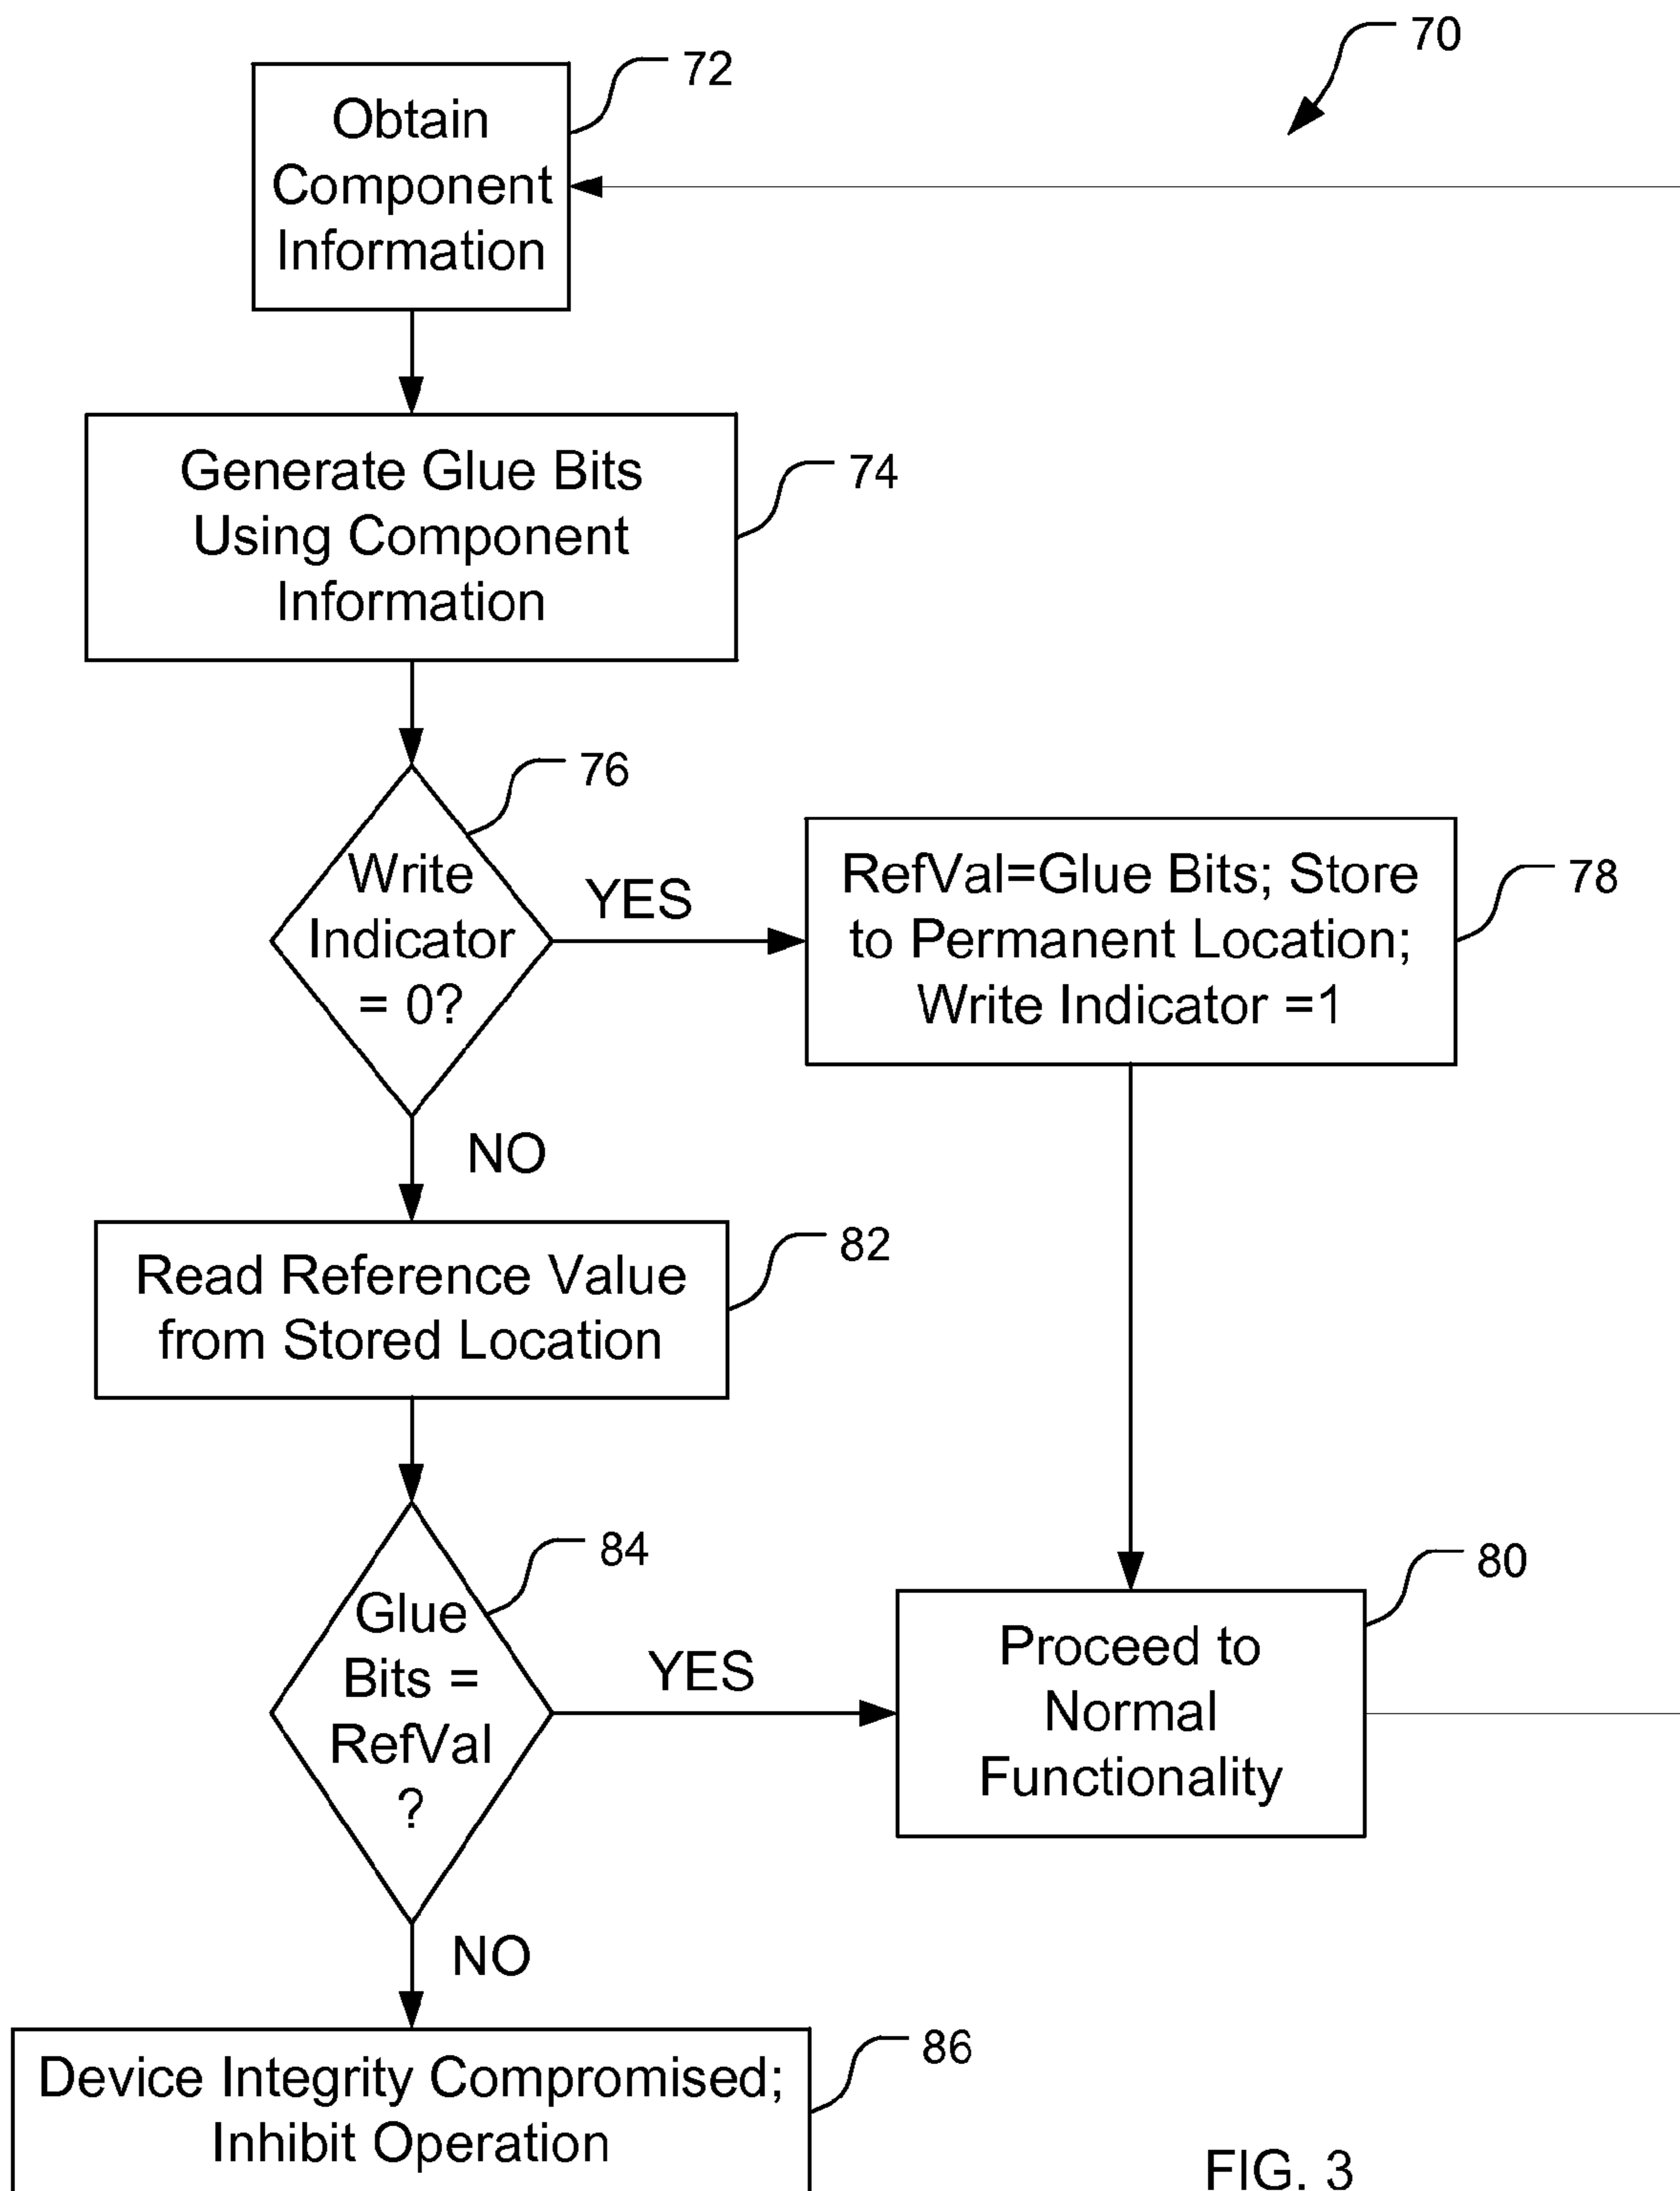 70
72
Obtain
Component
Information
74
Generate Glue Bits
Using Component
Information
76
Write
Indicator
= 0?
YES
78
RefVal=Glue Bits; Store
to Permanent Location;
Write Indicator =1
NO
82
Read Reference Value
from Stored Location
84
Glue
Bits =
RefVal
?
YES
80
Proceed to
Normal
Functionality
NO
86
Device Integrity Compromised;
Inhibit Operation
FIG. 3